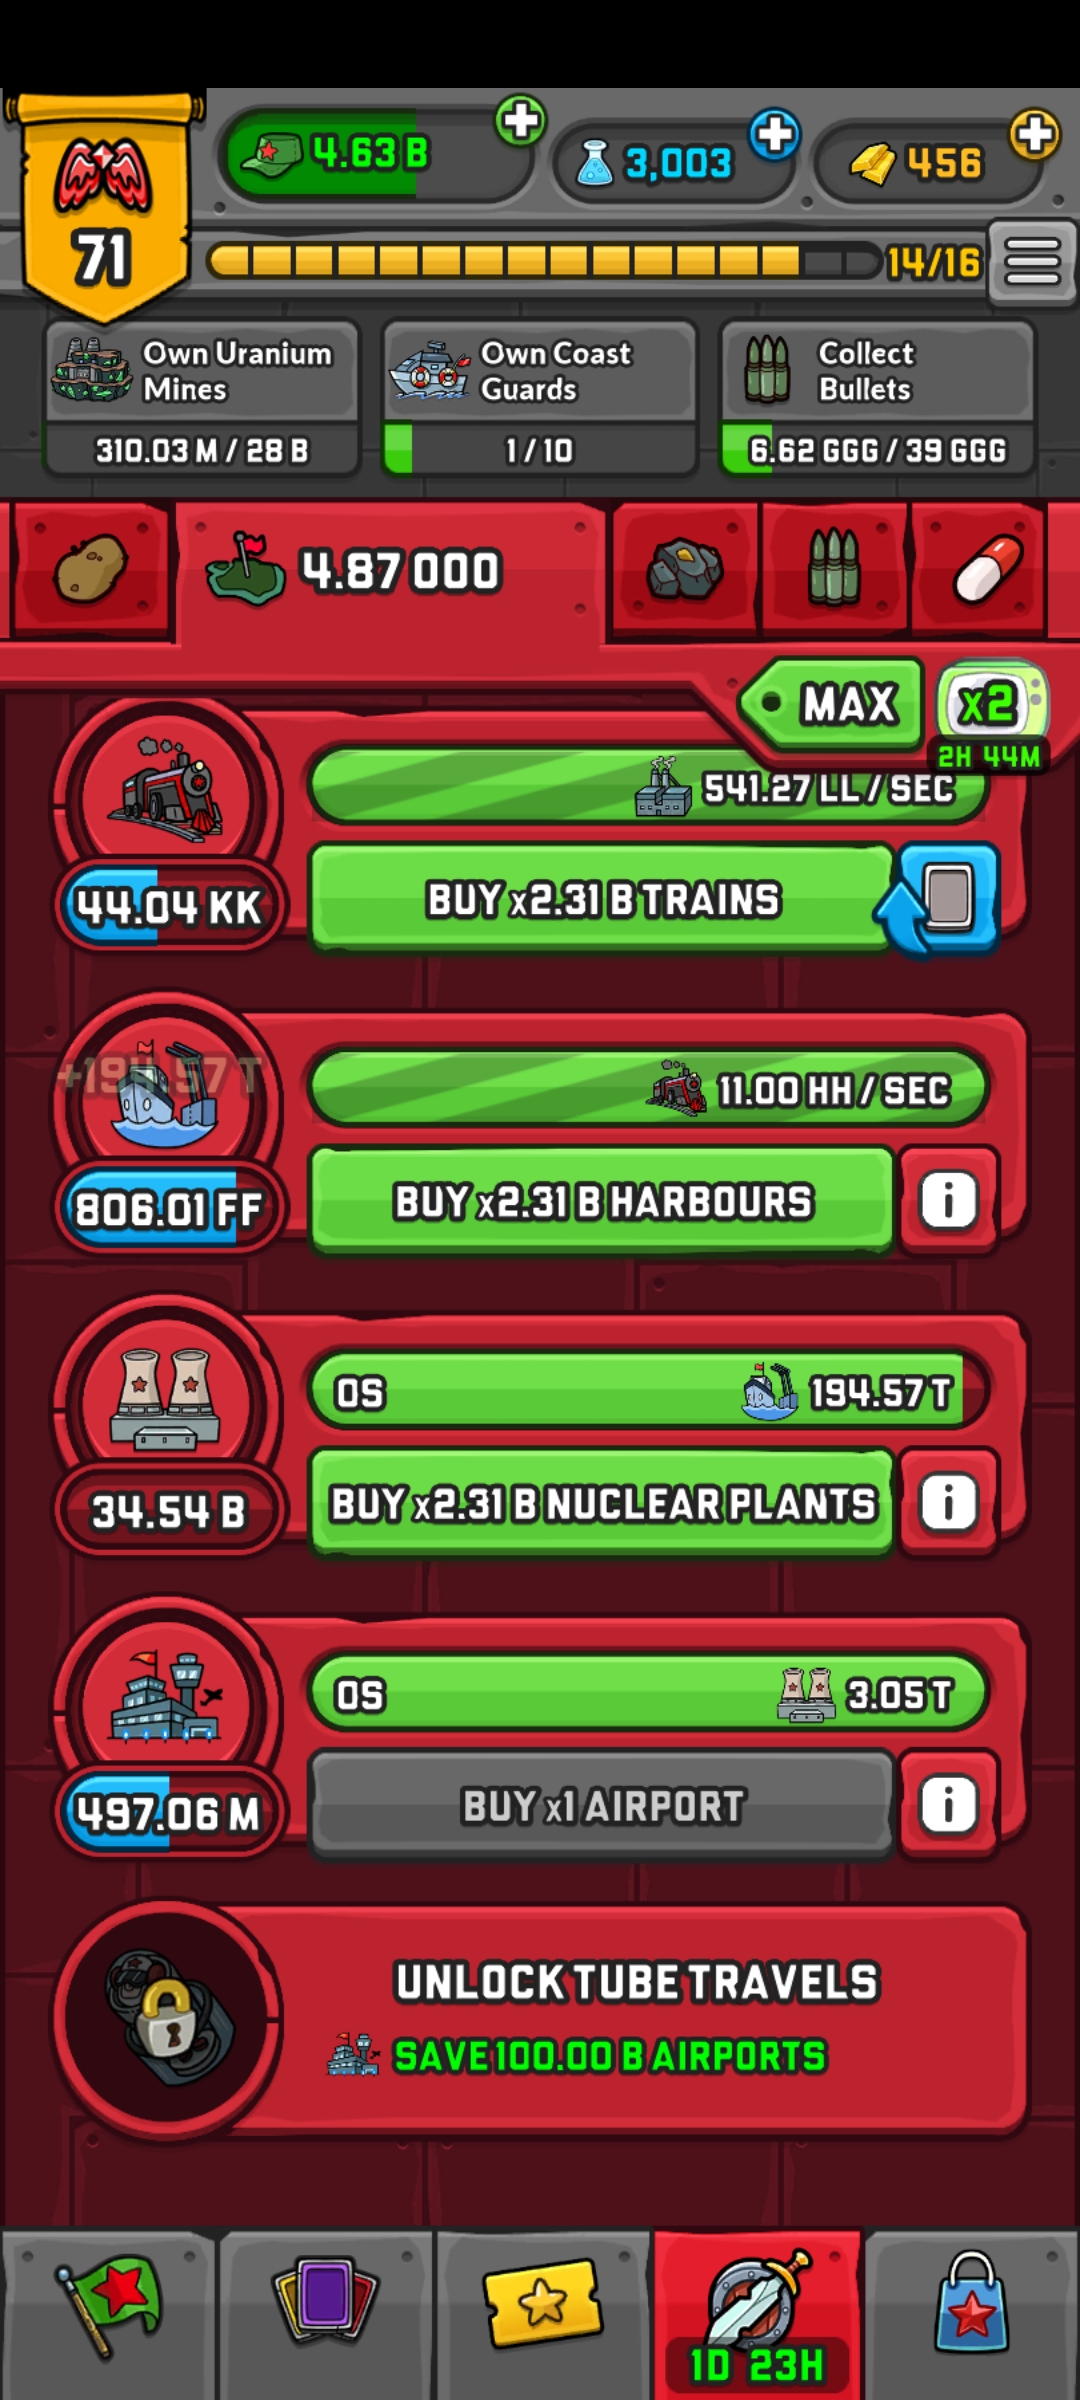 4.63 B
3,003
456
71
14/16
Own Uranium
Mines
310.03 M / 28 B
Own Coast
Guards
1 / 10
Collect
Bullets
6.62 GGG / 39 GGG
4.87 OOO
MAX
x2
2H 44M
541.27 LL / SEC
44.04 KK
BUY x2.31 B TRAINS
+194.57 T
11.00 HH / SEC
806.01 FF
BUY x2.31 B HARBOURS
i
0S
194.57 T
34.54 B
BUY x2.31 B NUCLEAR PLANTS
i
0S
3.05 T
497.06 M
BUY x1 AIRPORT
i
UNLOCK TUBE TRAVELS
SAVE 100.00 B AIRPORTS
1D 23H